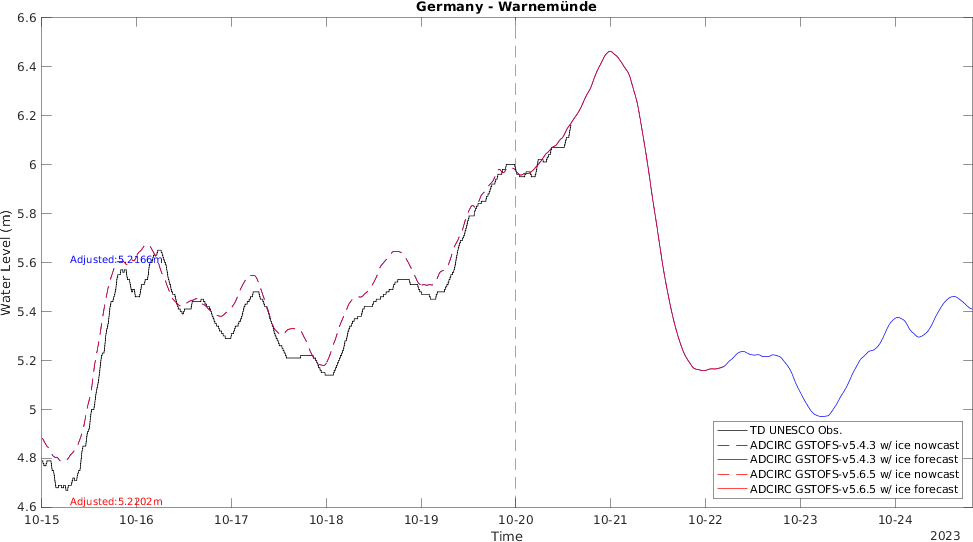 Germany - Warnemünde
6.6
6.4
6.2
6
5.8
5.6
5.4
5.2
5
4.8
4.6
Water Level (m)
Adjusted:5.2166m
Adjusted:5.2202m
TD UNESCO Obs.
ADCIRC GSTOFS-v5.4.3 w/ ice nowcast
ADCIRC GSTOFS-v5.4.3 w/ ice forecast
ADCIRC GSTOFS-v5.6.5 w/ ice nowcast
ADCIRC GSTOFS-v5.6.5 w/ ice forecast
10-15 10-16 10-17 10-18 10-19 10-20 10-21 10-22 10-23 10-24
Time
2023